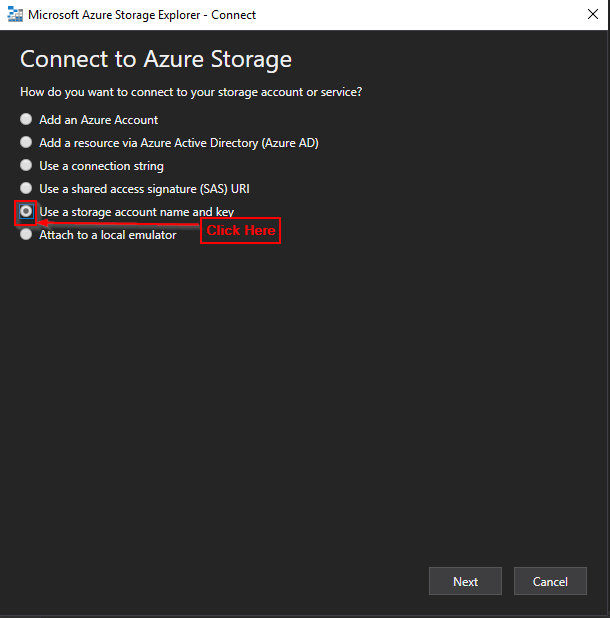 Microsoft Azure Storage Explorer - Connect
Connect to Azure Storage
How do you want to connect to your storage account or service?
Add an Azure Account
Add a resource via Azure Active Directory (Azure AD)
Use a connection string
Use a shared access signature (SAS) URI
Use a storage account name and key
Click Here
Attach to a local emulator
Next
Cancel